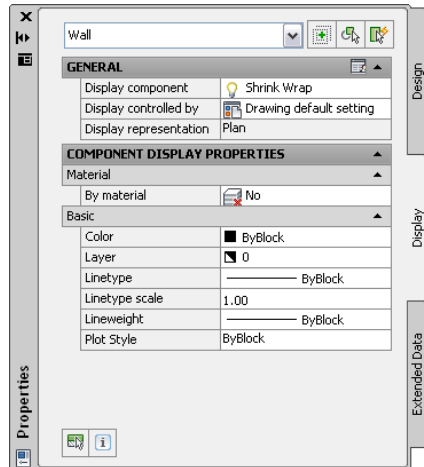 Wall
GENERAL
Display component Shrink Wrap
Display controlled by Drawing default setting
Display representation Plan
COMPONENT DISPLAY PROPERTIES
Material
By material No
Basic
Color ByBlock
Layer 0
Linetype ByBlock
Linetype scale 1.00
Lineweight ByBlock
Plot Style ByBlock
Design
Display
Extended Data
Properties